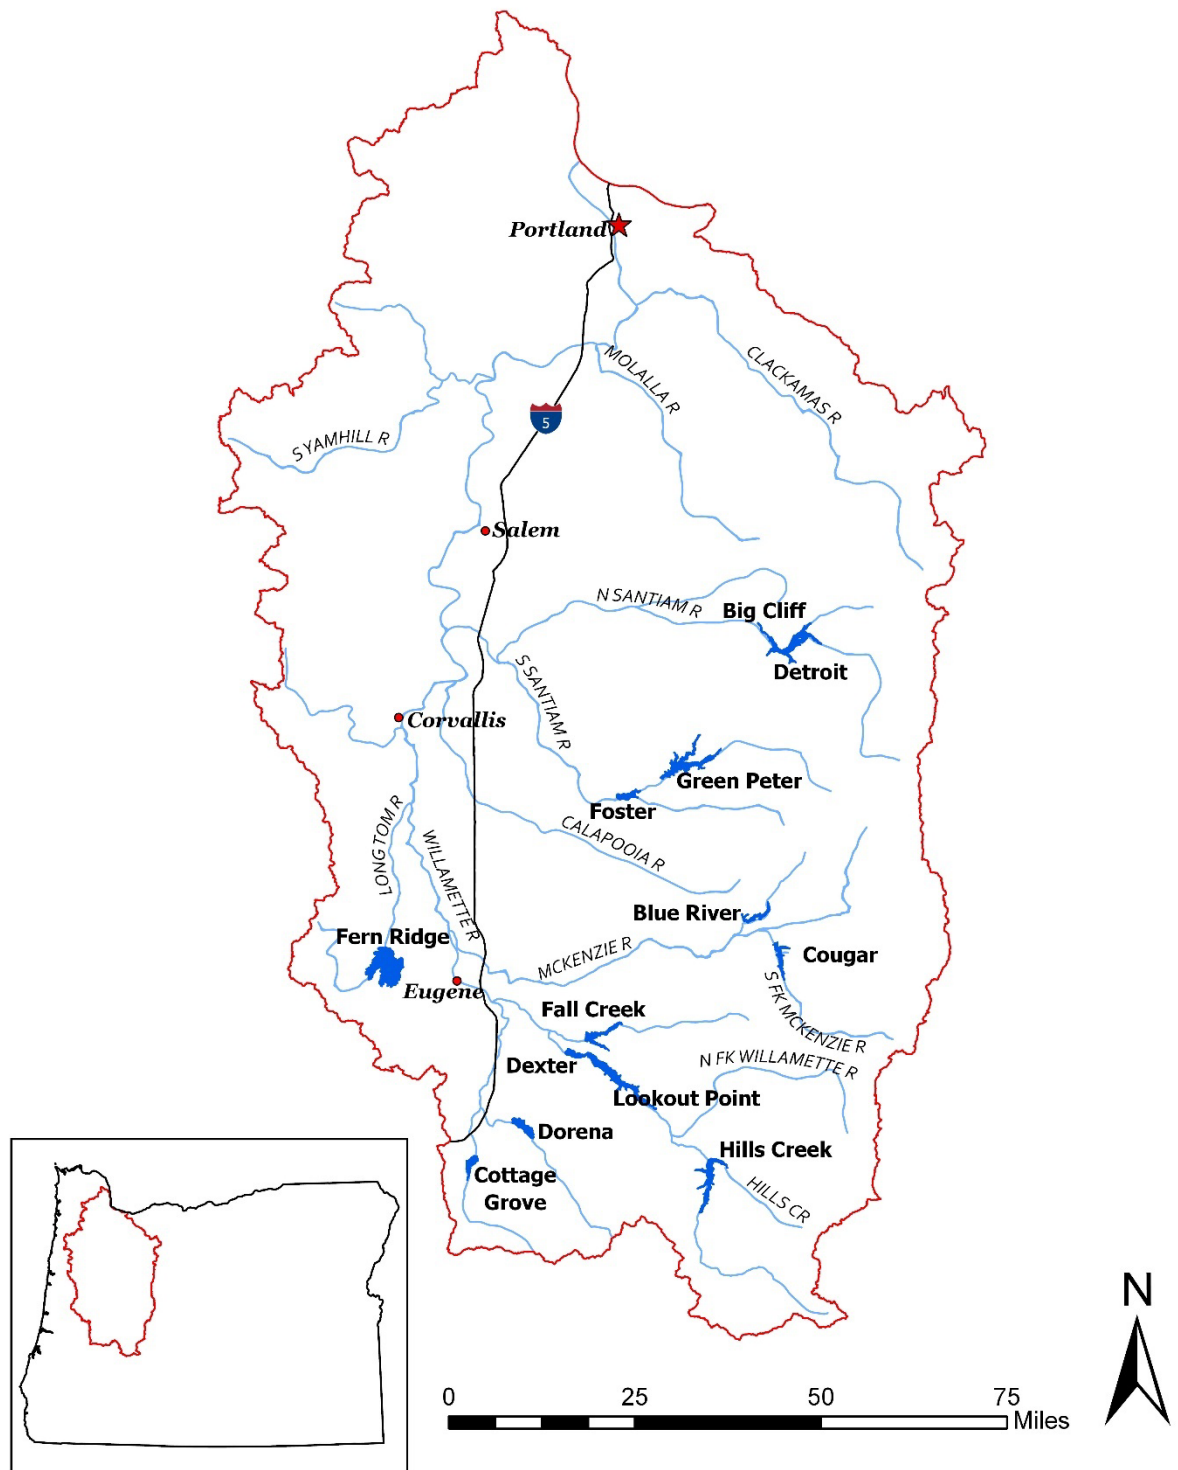 Portland
MOLALLA R
CLACKAMAS R
5
S YAMHILL R
Salem
N SANTIAM R
Big Cliff
Detroit
S SANTIAM R
Corvallis
Green Peter
Foster
LONG TOM R
WILLAMETTE R
CALAPOOIA R
Blue River
Fern Ridge
MCKENZIE R
Cougar
Eugene
S FK MCKENZIE R
Fall Creek
Dexter
N FK WILLAMETTE R
Lookout Point
Dorena
Hills Creek
Cottage
Grove
HILLS CR
N
0 25 50 75
Miles